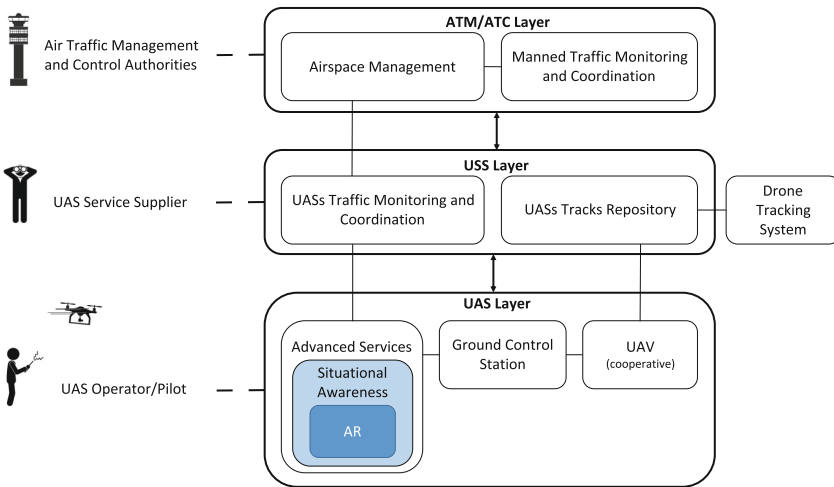 ATM/ATC Layer
Air Traffic Management
and Control Authorities
Airspace Management
Manned Traffic Monitoring
and Coordination
USS Layer
UAS Service Supplier
UASs Traffic Monitoring and
Coordination
UASs Tracks Repository
Drone
Tracking
System
UAS Layer
UAS Operator/Pilot
Advanced Services
Situational
Awareness
AR
Ground Control
Station
UAV
(cooperative)